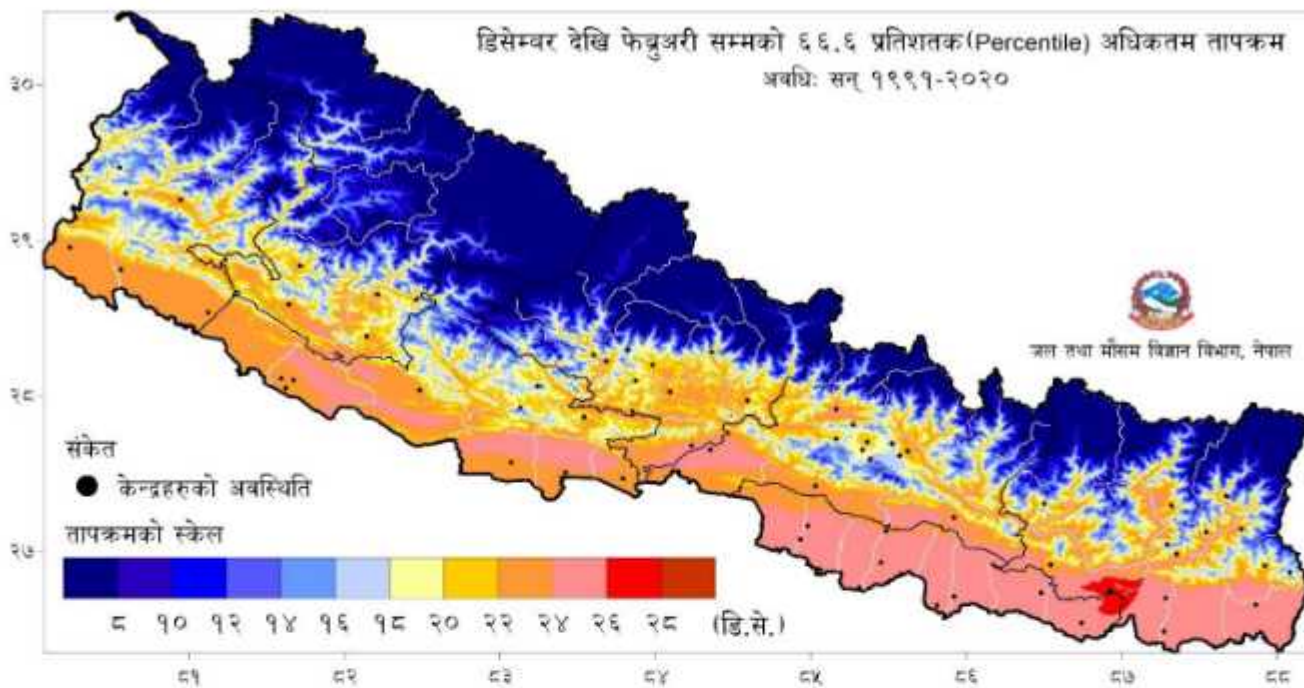 डिसेम्वर देखि फेब्रुअरी सम्मको ६६.६ प्रतिशतक(Percentile) अधिकतम तापक्रम
अवधि: सन् १९९१-२०२०
३०
२९
२८
२७
जल तथा मौसम विज्ञान विभाग, नेपाल
संकेत
केन्द्रहरुको अवस्थिति
तापक्रमको स्केल
८ १० १२ १४ १६ १८ २० २२ २४ २६ २८ (डि.से.)
८१ ८२ ८३ ८४ ८५ ८६ ८७ ८८